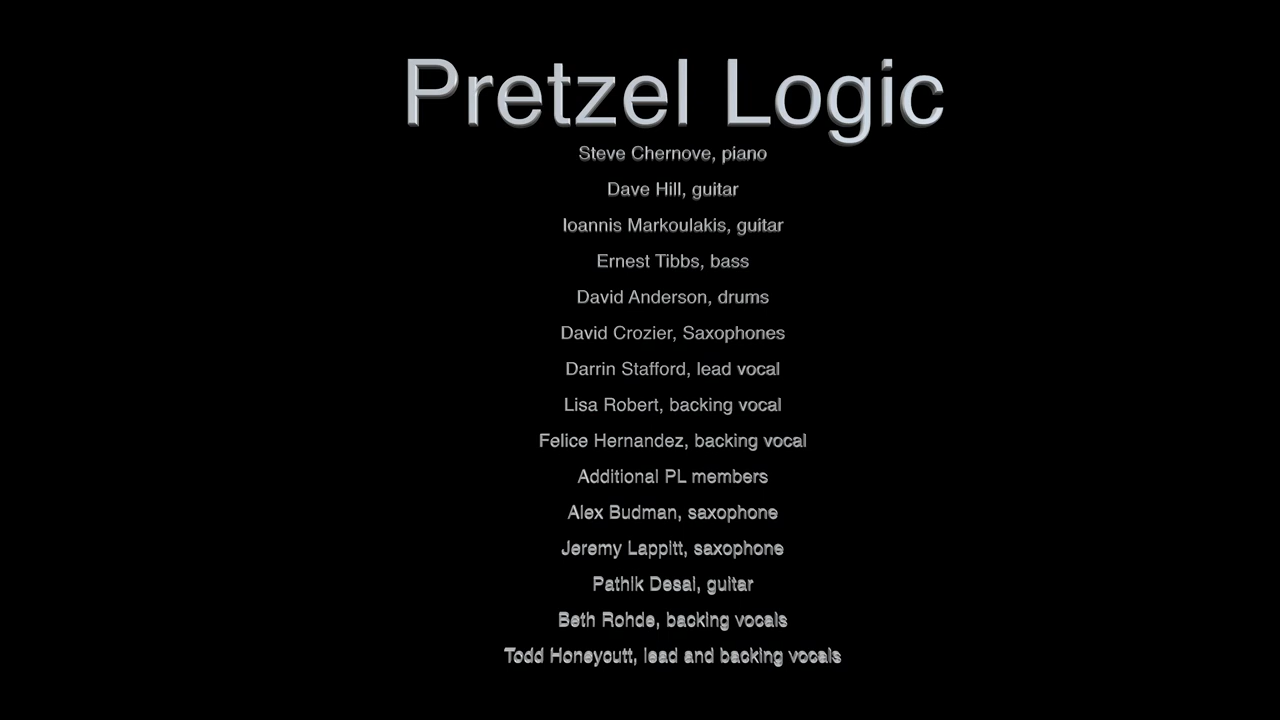 Pretzel Logic
Steve Chernove, piano
Dave Hill, guitar
Ioannis Markoulakis, guitar
Ernest Tibbs, bass
David Anderson, drums
David Crozier, Saxophones
Darrin Stafford, lead vocal
Lisa Robert, backing vocal
Felice Hernandez, backing vocal
Additional PL members
Alex Budman, saxophone
Jeremy Lappitt, saxophone
Pathik Desai, guitar
Beth Rohde, backing vocals
Todd Honeycutt, lead and backing vocals